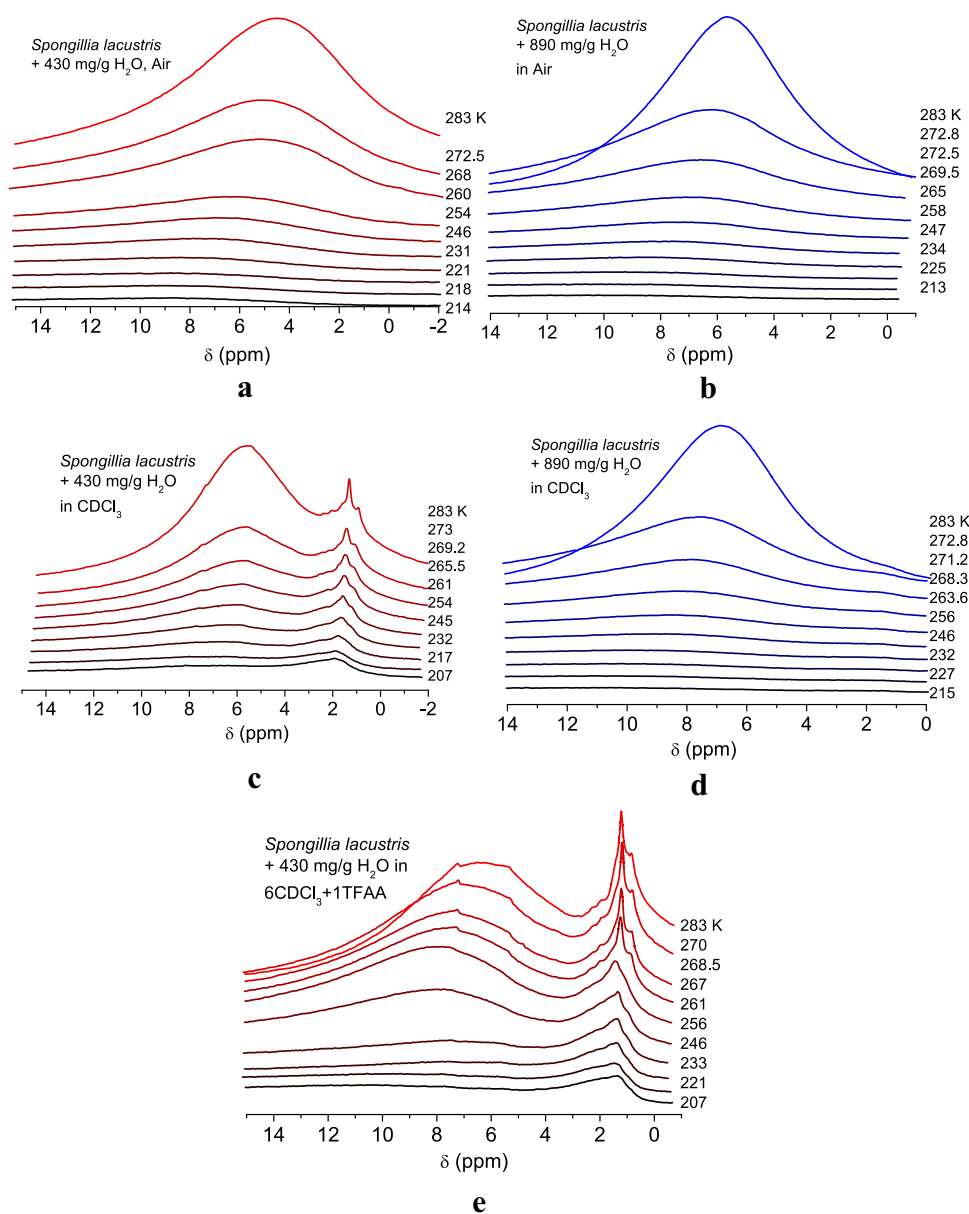 Spongillia lacustris
+ 430 mg/g H₂O, Air
283 K
272.5
268
260
254
246
231
221
218
214
14 12 10 8 6 4 2 0 -2
δ (ppm)
a
Spongillia lacustris
+ 890 mg/g H₂O
in Air
283 K
272.8
272.5
269.5
265
258
247
234
225
213
14 12 10 8 6 4 2 0
δ (ppm)
b
Spongillia lacustris
+ 430 mg/g H₂O
in CDCl₃
283 K
273
269.2
265.5
261
254
245
232
217
207
14 12 10 8 6 4 2 0 -2
δ (ppm)
c
Spongillia lacustris
+ 890 mg/g H₂O
in CDCl₃
283 K
272.8
271.2
268.3
263.6
256
246
232
227
215
14 12 10 8 6 4 2 0
δ (ppm)
d
Spongillia lacustris
+ 430 mg/g H₂O in
6CDCl₃+1TFAA
283 K
270
268.5
267
261
256
246
233
221
207
14 12 10 8 6 4 2 0
δ (ppm)
e